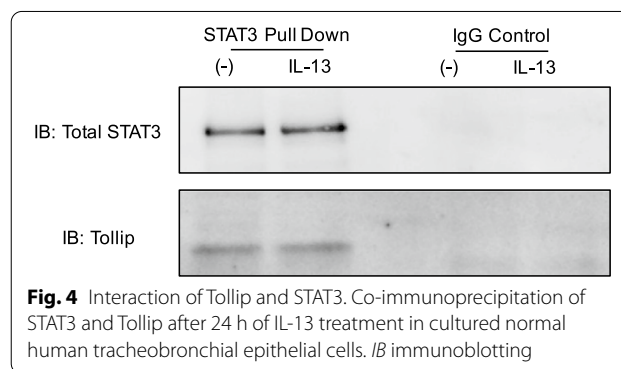 STAT3 Pull Down IgG Control
(-) IL-13 (-) IL-13
IB: Total STAT3
IB: Tollip
Fig. 4 Interaction of Tollip and STAT3. Co-immunoprecipitation of
STAT3 and Tollip after 24 h of IL-13 treatment in cultured normal
human tracheobronchial epithelial cells. IB immunoblotting